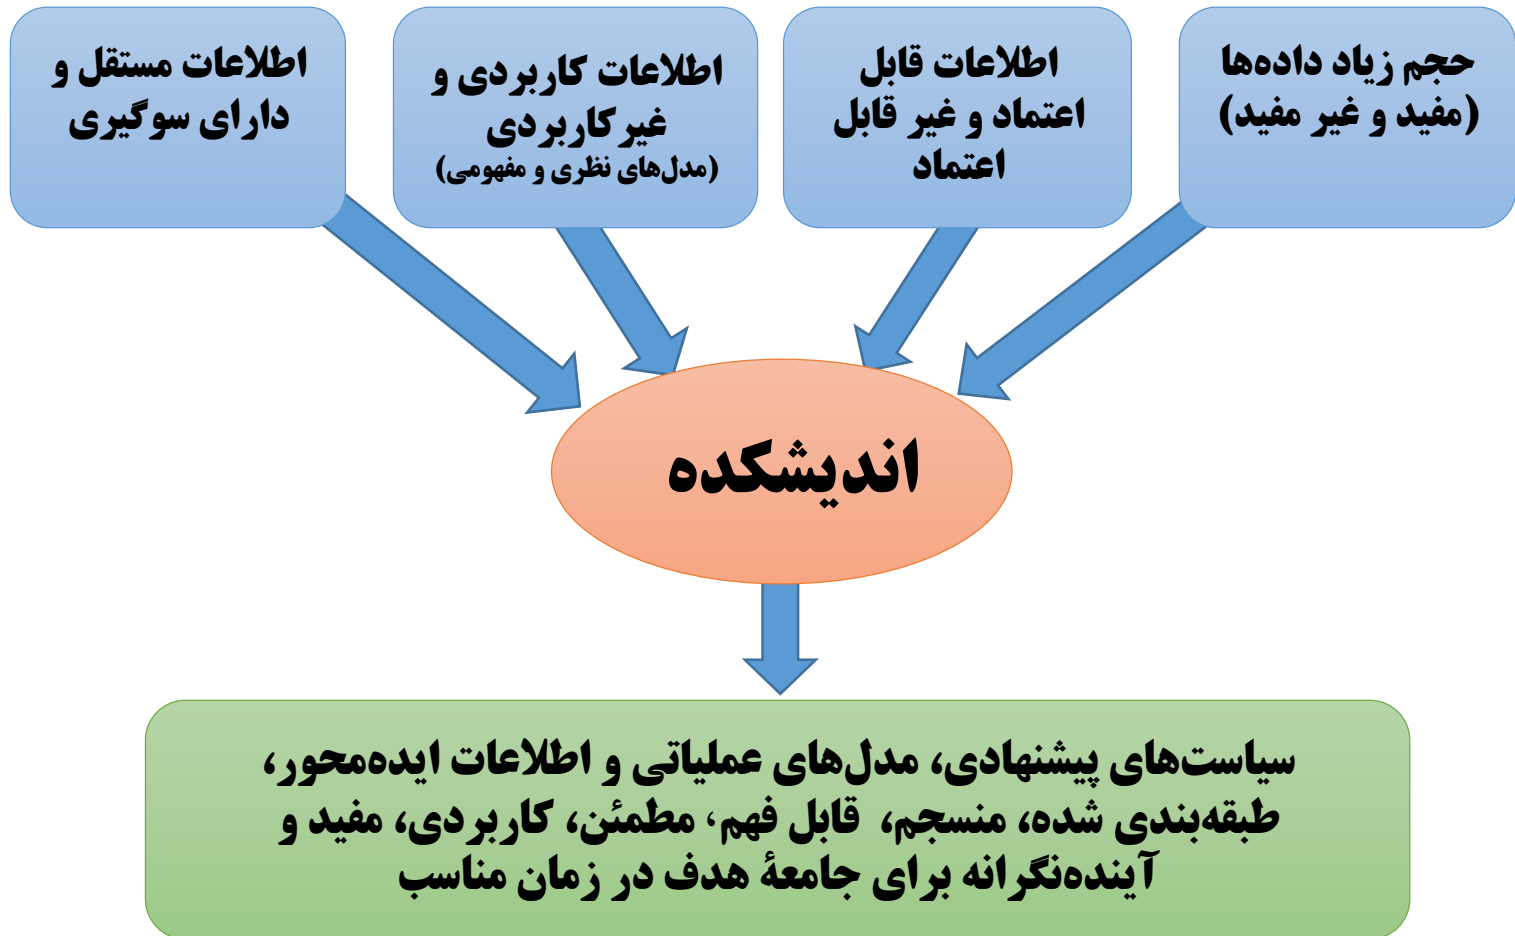 حجم زیاد داده‌ها
(مفید و غیر مفید)
اطلاعات قابل
اعتماد و غیر قابل
اعتماد
اطلاعات کاربردی و
غیرکاربردی
(مدل‌های نظری و مفهومی)
اطلاعات مستقل و
دارای سوگیری
اندیشکده
سیاست‌های پیشنهادی، مدل‌های عملیاتی و اطلاعات ایده‌محور،
طبقه‌بندی شده، منسجم، قابل فهم، مطمئن، کاربردی، مفید و
آینده‌نگرانه برای جامعهٔ هدف در زمان مناسب